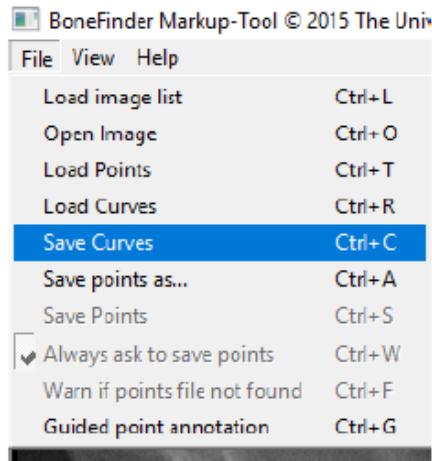 BoneFinder Markup-Tool © 2015 The Uni
File View Help
Load image list Ctrl+L
Open Image Ctrl+O
Load Points Ctrl+T
Load Curves Ctrl+R
Save Curves Ctrl+C
Save points as... Ctrl+A
Save Points Ctrl+S
Always ask to save points Ctrl+W
Warn if points file not found Ctrl+F
Guided point annotation Ctrl+G